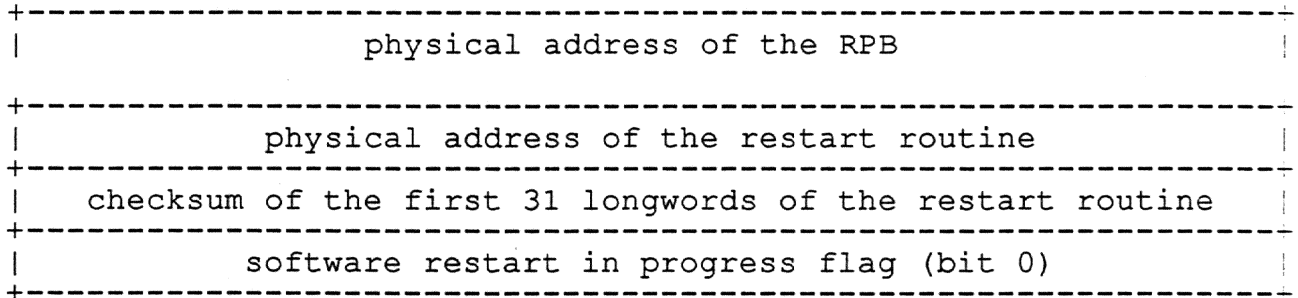 physical address of the RPB
physical address of the restart routine
checksum of the first 31 longwords of the restart routine
software restart in progress flag (bit 0)